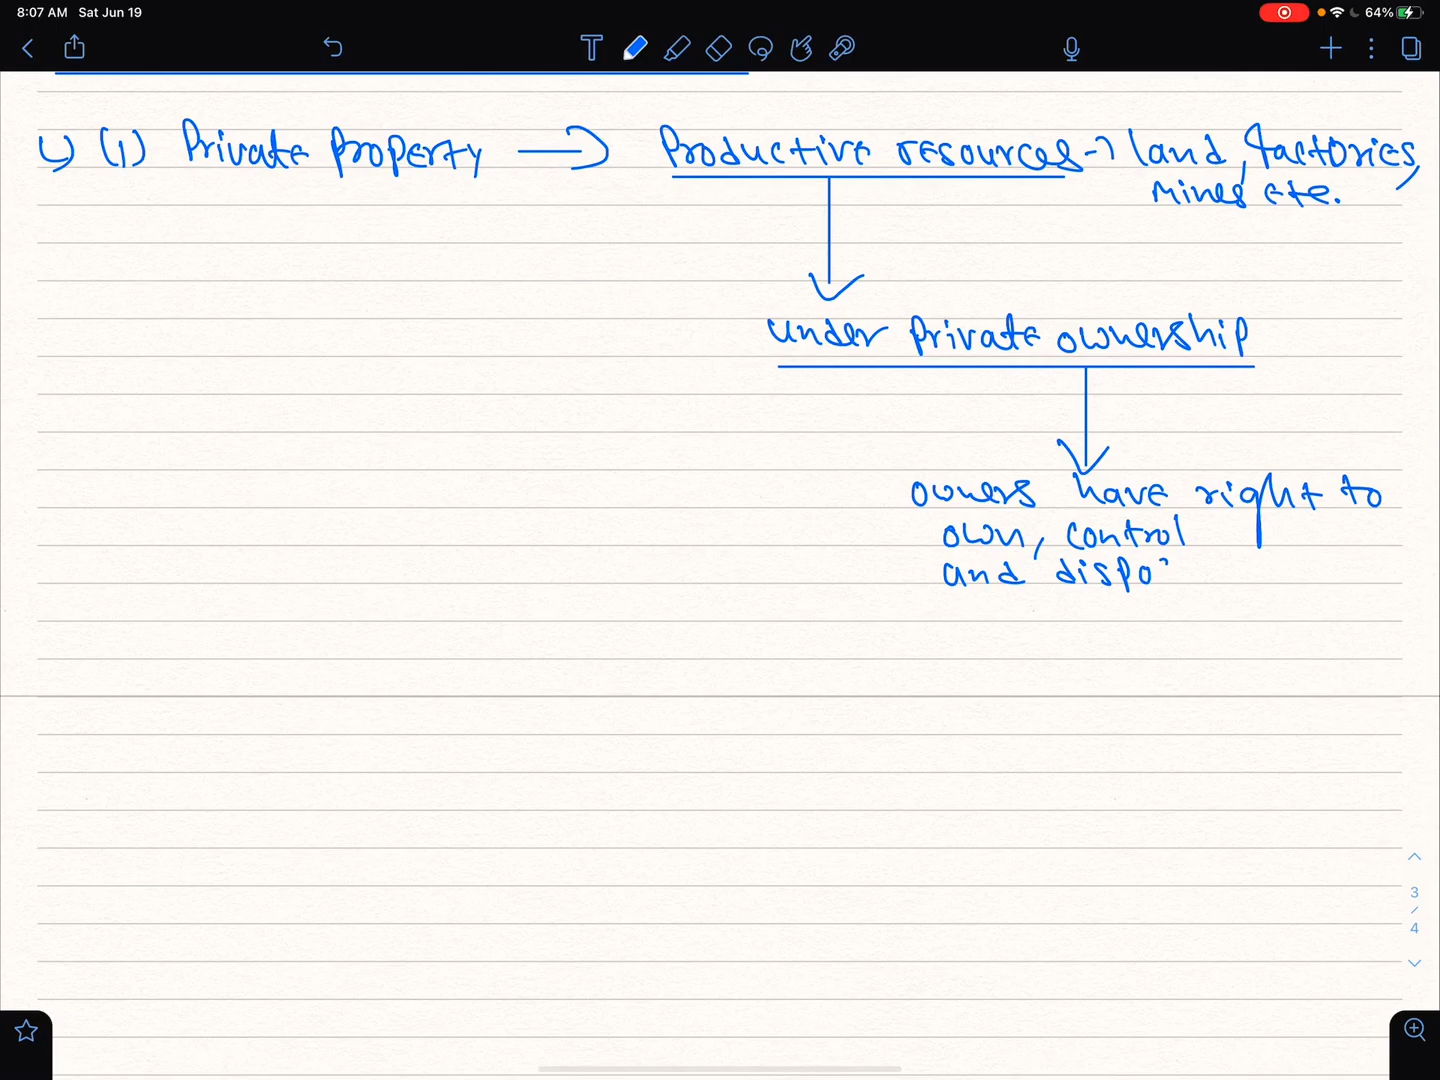 8:07 AM Sat Jun 19
64%
T
(1) Private property → Productive resources → land, factories,
mines etc.
under private ownership
owners have right to
own, control
and dispo
3
/
4